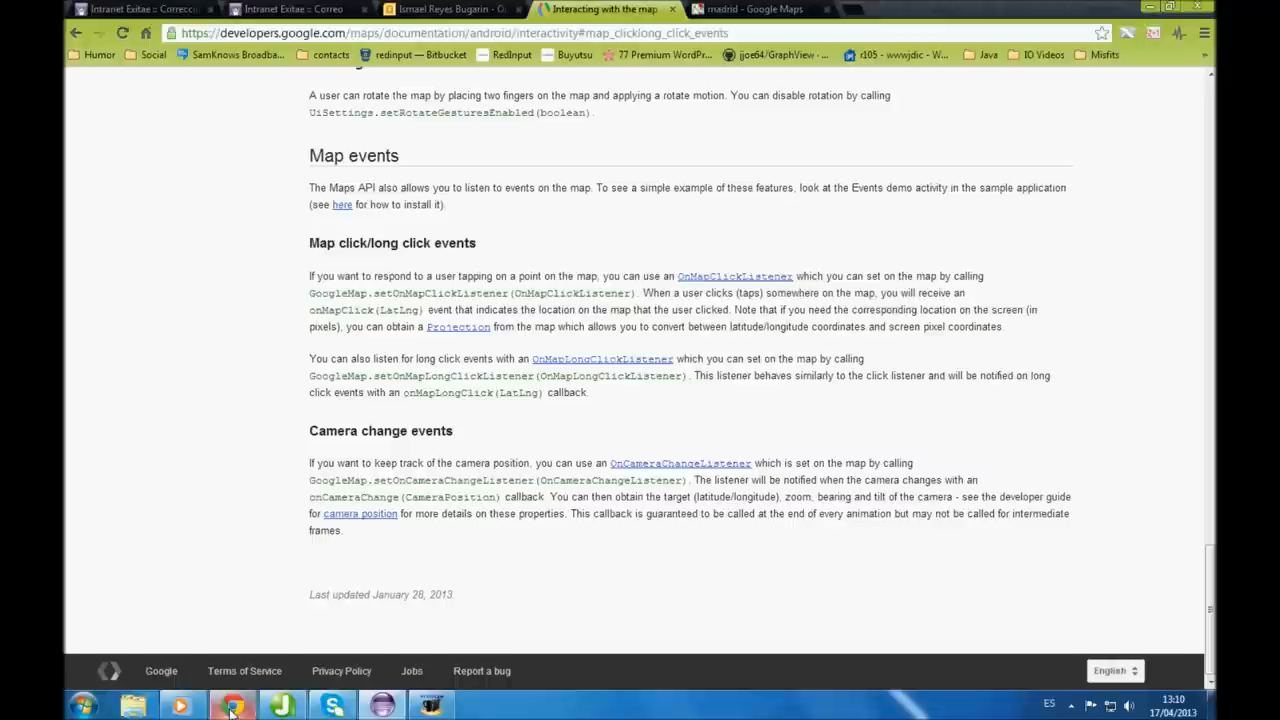 Intranet Exitae :: Correcc
Intranet Exitae :: Correo
Ismael Reyes Bugarin - O
Interacting with the map
madrid - Google Maps
https://developers.google.com/maps/documentation/android/interactivity#map_clicklong_click_events
Humor
Social
SamKnows Broadba...
contacts
redinput — Bitbucket
RedInput
Buyutsu
77 Premium WordPr...
jjoe64/GraphView · ...
r105 - wwwjdic - W...
Java
IO Videos
Misfits
»
A user can rotate the map by placing two fingers on the map and applying a rotate motion. You can disable rotation by calling
UiSettings.setRotateGesturesEnabled(boolean).
Map events
The Maps API also allows you to listen to events on the map. To see a simple example of these features, look at the Events demo activity in the sample application
(see here for how to install it).
Map click/long click events
If you want to respond to a user tapping on a point on the map, you can use an OnMapClickListener which you can set on the map by calling
GoogleMap.setOnMapClickListener(OnMapClickListener). When a user clicks (taps) somewhere on the map, you will receive an
onMapClick(LatLng) event that indicates the location on the map that the user clicked. Note that if you need the corresponding location on the screen (in
pixels), you can obtain a Projection from the map which allows you to convert between latitude/longitude coordinates and screen pixel coordinates.
You can also listen for long click events with an OnMapLongClickListener which you can set on the map by calling
GoogleMap.setOnMapLongClickListener(OnMapLongClickListener). This listener behaves similarly to the click listener and will be notified on long
click events with an onMapLongClick(LatLng) callback.
Camera change events
If you want to keep track of the camera position, you can use an OnCameraChangeListener which is set on the map by calling
GoogleMap.setOnCameraChangeListener(OnCameraChangeListener). The listener will be notified when the camera changes with an
onCameraChange(CameraPosition) callback. You can then obtain the target (latitude/longitude), zoom, bearing and tilt of the camera - see the developer guide
for camera position for more details on these properties. This callback is guaranteed to be called at the end of every animation but may not be called for intermediate
frames.
Last updated January 28, 2013.
Google
Terms of Service
Privacy Policy
Jobs
Report a bug
English
ES
13:10
17/04/2013